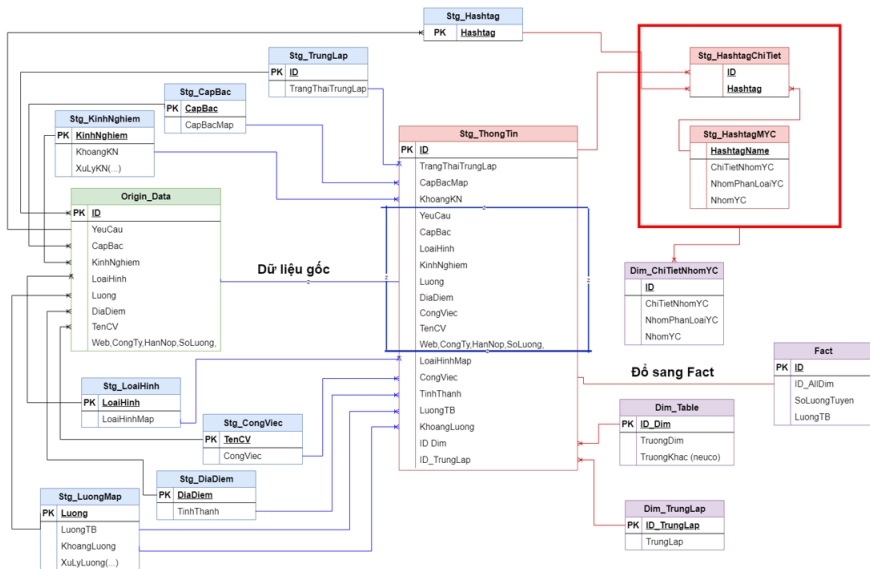 Stg_Hashtag
PK Hashtag
Stg_TrungLap
PK ID
TrangThaiTrungLap
Stg_CapBac
PK CapBac
CapBacMap
Stg_KinhNghiem
PK KinhNghiem
KhoangKN
XuLyKN(...)
Origin_Data
PK ID
YeuCau
CapBac
KinhNghiem
LoaiHinh
Luong
DiaDiem
TenCV
Web,CongTy,HanNop,SoLuong,
Dữ liệu gốc
Stg_ThongTin
PK ID
TrangThaiTrungLap
CapBacMap
KhoangKN
YeuCau
CapBac
LoaiHinh
KinhNghiem
Luong
DiaDiem
CongViec
TenCV
Web,CongTy,HanNop,SoLuong,
LoaiHinhMap
CongViec
TinhThanh
LuongTB
KhoangLuong
ID Dim
ID_TrungLap
Stg_HashtagChiTiet
ID
Hashtag
Stg_HashtagMYC
HashtagName
ChiTietNhomYC
NhomPhanLoaiYC
NhomYC
Dim_ChiTietNhomYC
ID
ChiTietNhomYC
NhomPhanLoaiYC
NhomYC
Đổ sang Fact
Fact
PK ID
ID_AllDim
SoLuongTuyen
LuongTB
Dim_Table
PK ID_Dim
TruongDim
TruongKhac (neuco)
Dim_TrungLap
PK ID_TrungLap
TrungLap
Stg_LoaiHinh
PK LoaiHinh
LoaiHinhMap
Stg_CongViec
PK TenCV
CongViec
Stg_DiaDiem
PK DiaDiem
TinhThanh
Stg_LuongMap
PK Luong
LuongTB
KhoangLuong
XuLyLuong(...)